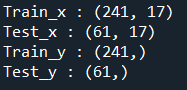 Train_x : (241, 17)
Test_x : (61, 17)
Train_y : (241,)
Test_y : (61,)